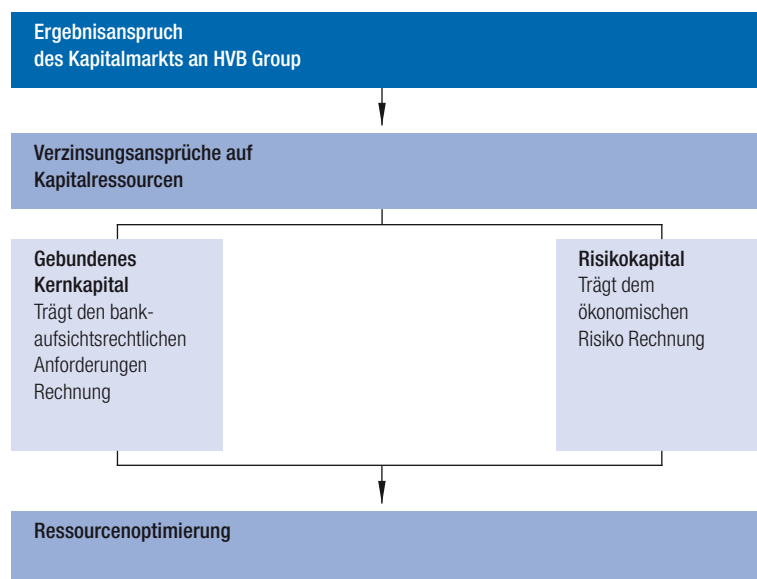 Ergebnisanspruch
des Kapitalmarkts an HVB Group
Verzinsungsansprüche auf
Kapitalressourcen
Gebundenes
Kernkapital
Trägt den bank-
aufsichtsrechtlichen
Anforderungen
Rechnung
Risikokapital
Trägt dem
ökonomischen
Risiko Rechnung
Ressourcenoptimierung